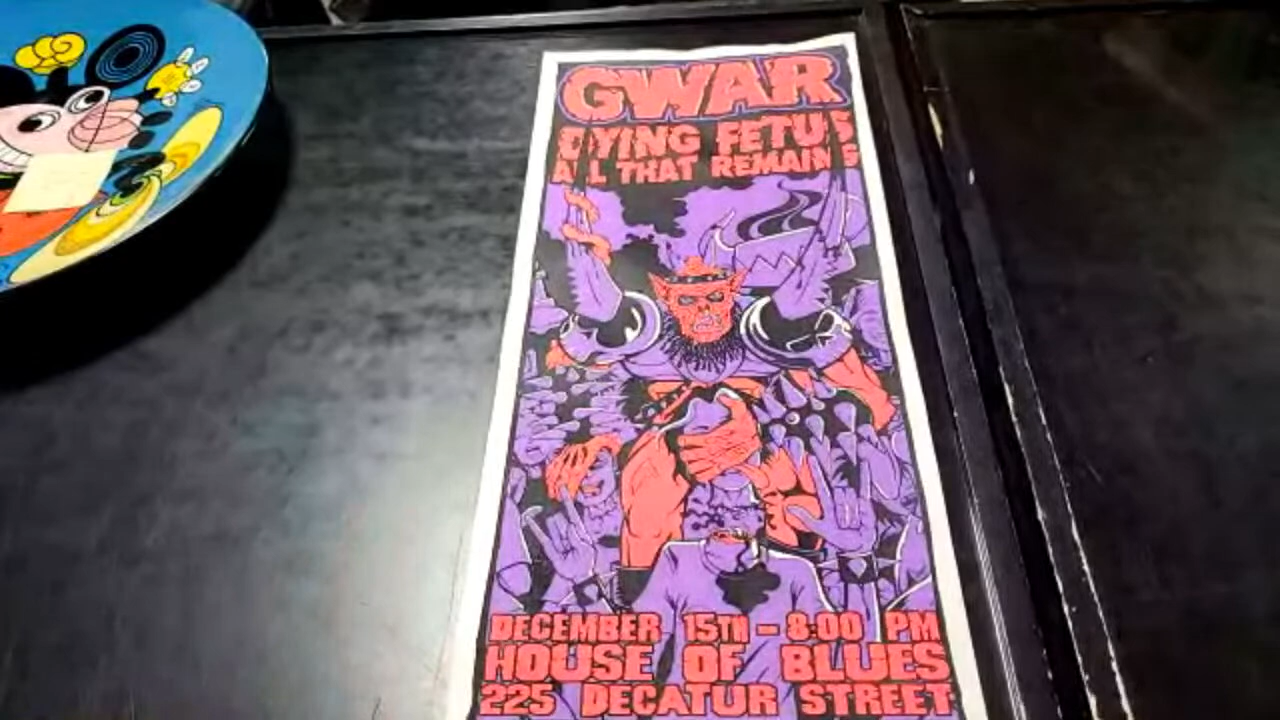 GWAR
DYING FETUS
ALL THAT REMAINS
DECEMBER 15TH - 8:00 PM
HOUSE OF BLUES
225 DECATUR STREET